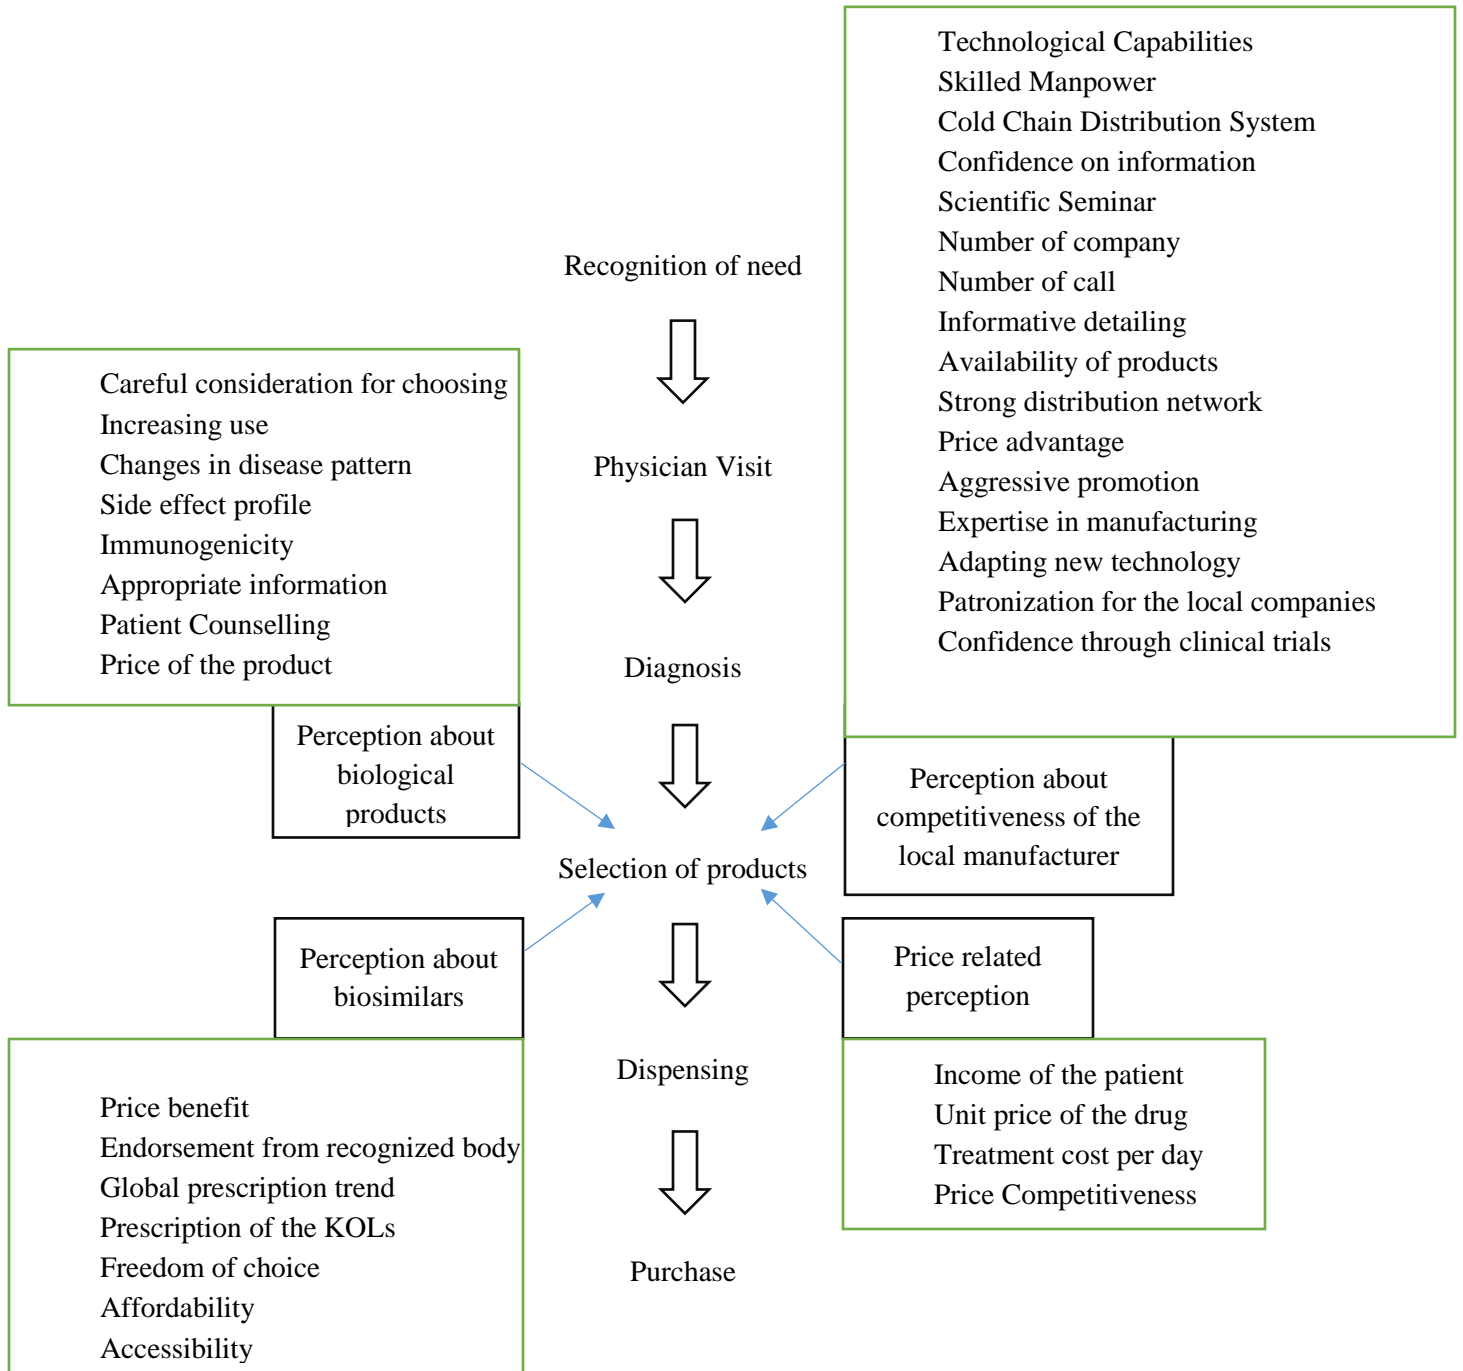 Technological Capabilities
Skilled Manpower
Cold Chain Distribution System
Confidence on information
Scientific Seminar
Number of company
Number of call
Informative detailing
Availability of products
Strong distribution network
Price advantage
Aggressive promotion
Expertise in manufacturing
Adapting new technology
Patronization for the local companies
Confidence through clinical trials
Perception about
competitiveness of the
local manufacturer
Recognition of need
Physician Visit
Diagnosis
Selection of products
Dispensing
Purchase
Careful consideration for choosing
Increasing use
Changes in disease pattern
Side effect profile
Immunogenicity
Appropriate information
Patient Counselling
Price of the product
Perception about
biological
products
Perception about
biosimilars
Price benefit
Endorsement from recognized body
Global prescription trend
Prescription of the KOLs
Freedom of choice
Affordability
Accessibility
Price related
perception
Income of the patient
Unit price of the drug
Treatment cost per day
Price Competitiveness